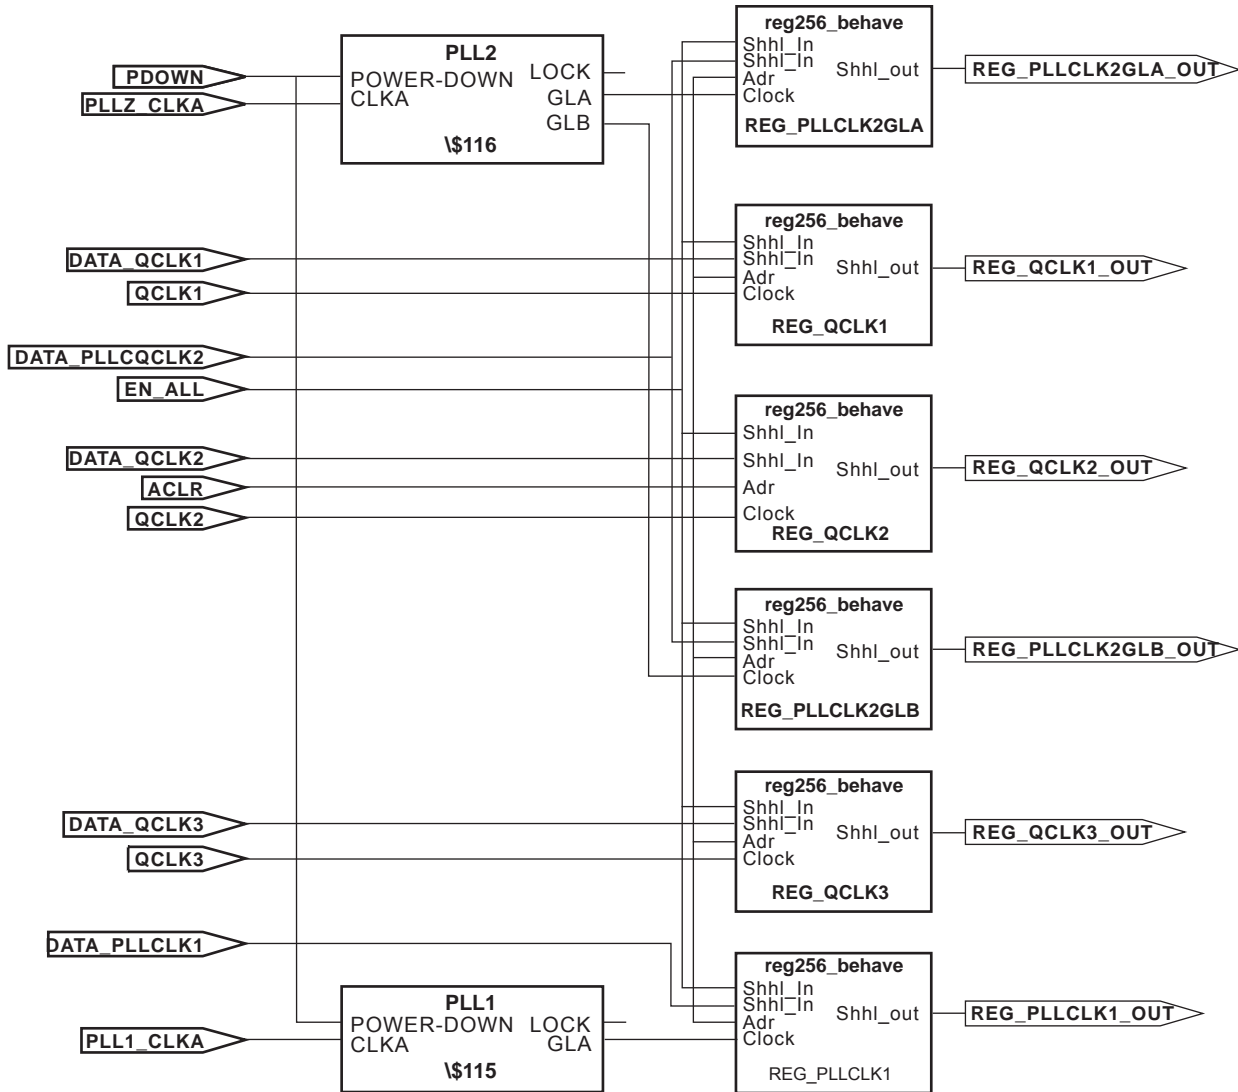 PDOWN
PLLZ_CLKA
PLL2
POWER-DOWN
CLKA
LOCK
GLA
GLB
\$116
reg256_behave
Shhl_In
Shhl_In
Adr
Clock
Shhl_out
REG_PLLCLK2GLA
REG_PLLCLK2GLA_OUT
DATA_QCLK1
QCLK1
reg256_behave
Shhl_In
Shhl_In
Adr
Clock
Shhl_out
REG_QCLK1
REG_QCLK1_OUT
DATA_PLLCQCLK2
EN_ALL
DATA_QCLK2
ACLR
QCLK2
reg256_behave
Shhl_In
Shhl_In
Adr
Clock
Shhl_out
REG_QCLK2
REG_QCLK2_OUT
reg256_behave
Shhl_In
Shhl_In
Adr
Clock
Shhl_out
REG_PLLCLK2GLB
REG_PLLCLK2GLB_OUT
DATA_QCLK3
QCLK3
reg256_behave
Shhl_In
Shhl_In
Adr
Clock
Shhl_out
REG_QCLK3
REG_QCLK3_OUT
DATA_PLLCLK1
PLL1_CLKA
PLL1
POWER-DOWN
CLKA
LOCK
GLA
\$115
reg256_behave
Shhl_In
Shhl_In
Adr
Clock
Shhl_out
REG_PLLCLK1
REG_PLLCLK1_OUT